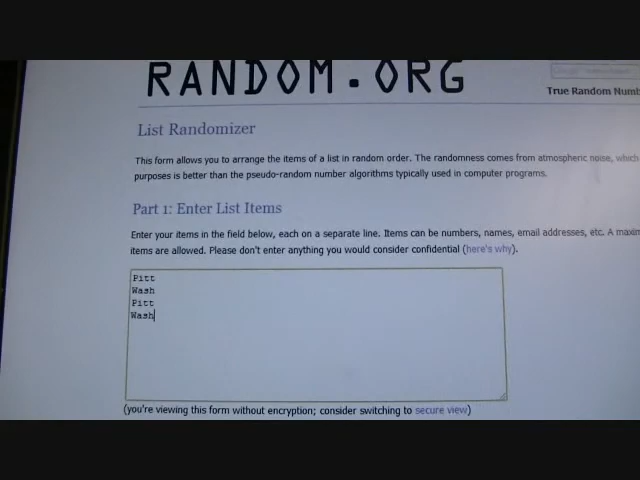 RANDOM.ORG
True Random Numb
List Randomizer
This form allows you to arrange the items of a list in random order. The randomness comes from atmospheric noise, which
purposes is better than the pseudo-random number algorithms typically used in computer programs.
Part 1: Enter List Items
Enter your items in the field below, each on a separate line. Items can be numbers, names, email addresses, etc. A maxim
items are allowed. Please don't enter anything you would consider confidential (here's why).
Pitt
Wash
Pitt
Wash
(you're viewing this form without encryption; consider switching to secure view)